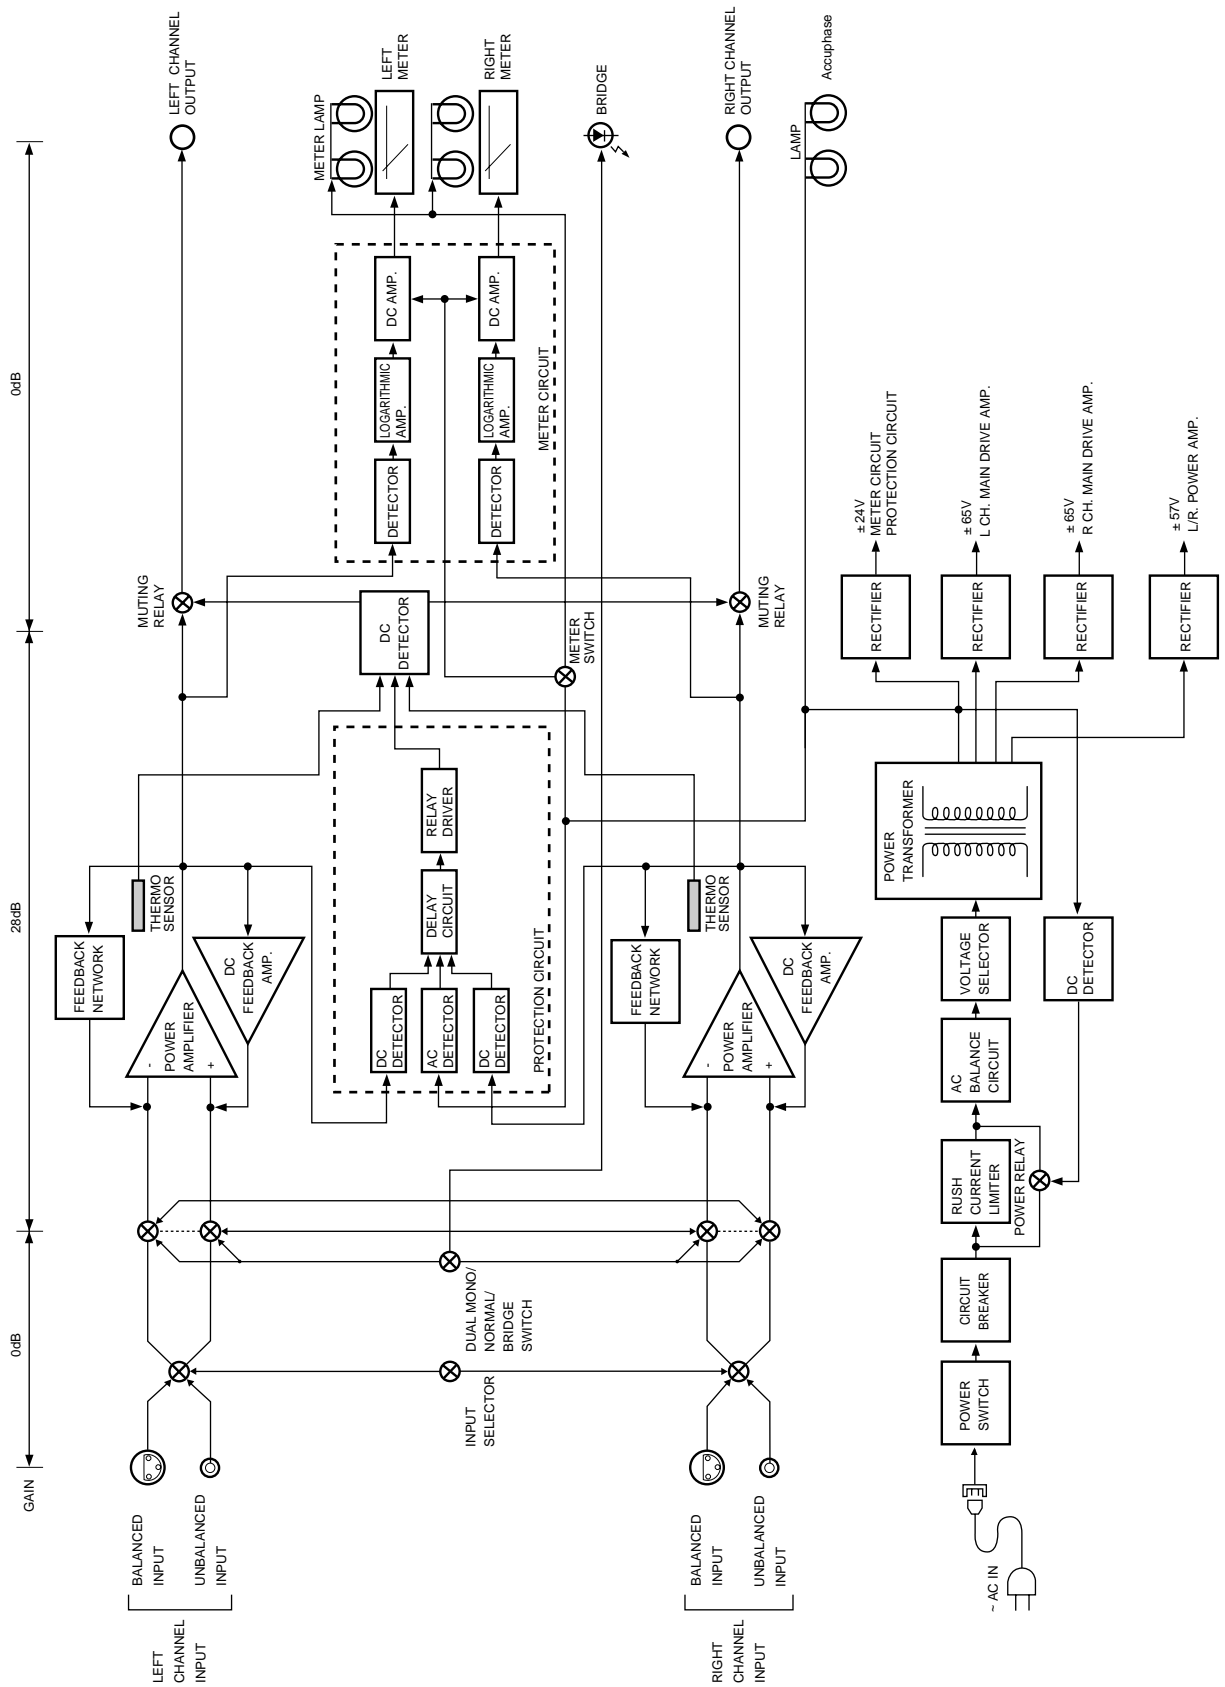 GAIN
0dB
28dB
0dB
LEFT
CHANNEL
INPUT
BALANCED
INPUT
UNBALANCED
INPUT
FEEDBACK
NETWORK
-
POWER
AMPLIFIER
+
DC
FEEDBACK
AMP.
THERMO
SENSOR
MUTING
RELAY
LEFT CHANNEL
OUTPUT
INPUT
SELECTOR
DUAL MONO/
NORMAL/
BRIDGE
SWITCH
DC
DETECTOR
AC
DETECTOR
DC
DETECTOR
DELAY
CIRCUIT
RELAY
DRIVER
PROTECTION CIRCUIT
DC
DETECTOR
METER
SWITCH
DETECTOR
LOGARITHMIC
AMP.
DC AMP.
DETECTOR
LOGARITHMIC
AMP.
DC AMP.
METER CIRCUIT
METER LAMP
LEFT
METER
RIGHT
METER
BRIDGE
RIGHT
CHANNEL
INPUT
BALANCED
INPUT
UNBALANCED
INPUT
FEEDBACK
NETWORK
-
POWER
AMPLIFIER
+
DC
FEEDBACK
AMP.
THERMO
SENSOR
MUTING
RELAY
RIGHT CHANNEL
OUTPUT
LAMP
Accuphase
~ AC IN
POWER
SWITCH
CIRCUIT
BREAKER
RUSH
CURRENT
LIMITER
POWER RELAY
AC
BALANCE
CIRCUIT
VOLTAGE
SELECTOR
DC
DETECTOR
POWER
TRANSFORMER
RECTIFIER
± 24V
METER CIRCUIT
PROTECTION CIRCUIT
RECTIFIER
± 65V
L CH. MAIN DRIVE AMP.
RECTIFIER
± 65V
R CH. MAIN DRIVE AMP.
RECTIFIER
± 57V
L/R. POWER AMP.